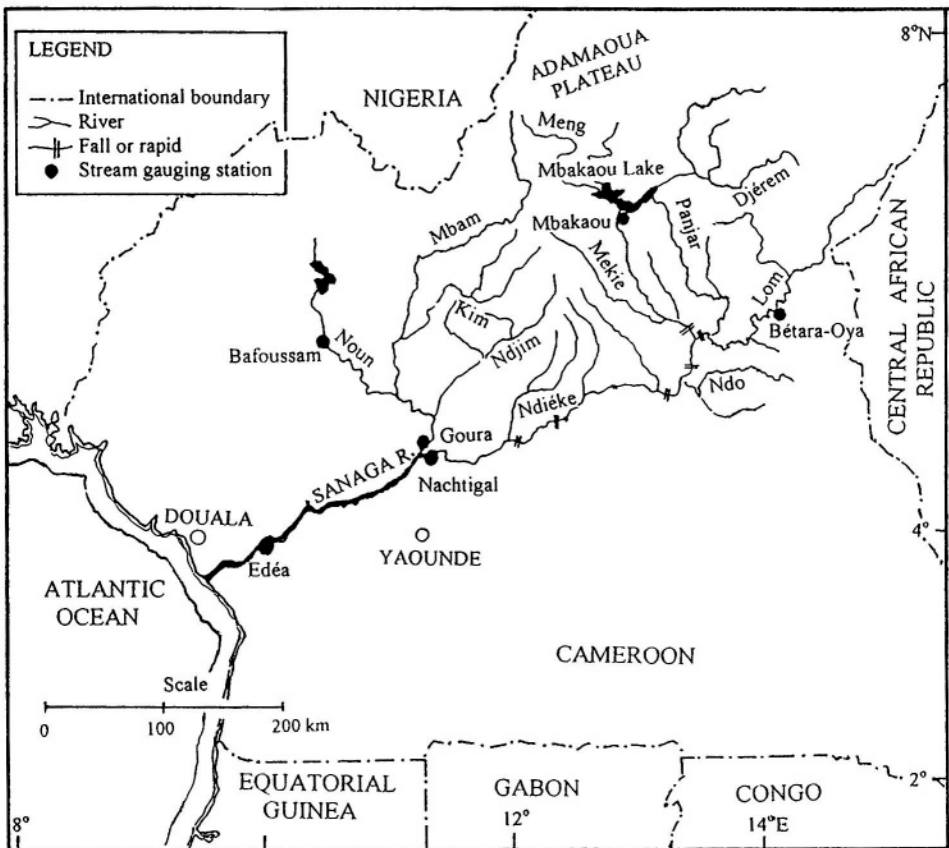 LEGEND
International boundary
River
Fall or rapid
Stream gauging station
8°N
ADAMAOUA
PLATEAU
NIGERIA
Meng
Mbakaou Lake
Djérem
Mbakaou
Panjar
Mbam
Mekie
Lom
CENTRAL AFRICAN
REPUBLIC
Kim
Bétara-Oya
Bafoussam
Noun
Ndjim
Ndo
Ndiéke
Goura
SANAGA R.
Nachtigal
DOUALA
4°
YAOUNDE
Edéa
ATLANTIC
OCEAN
CAMEROON
Scale
0 100 200 km
EQUATORIAL
GUINEA
GABON
CONGO
2°
8°
12°
14°E